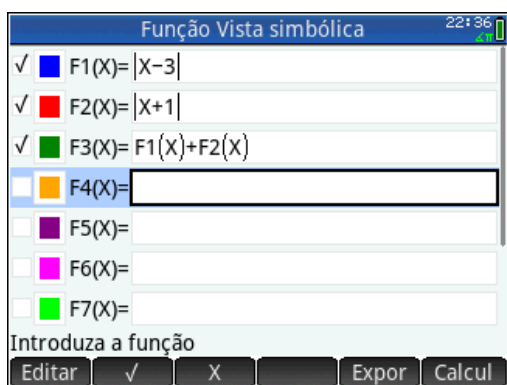 Função Vista simbólica
22:36
∡π
√ F1(X)= |X−3|
√ F2(X)= |X+1|
√ F3(X)= F1(X)+F2(X)
F4(X)=
F5(X)=
F6(X)=
F7(X)=
Introduza a função
Editar √ X Expor Calcul